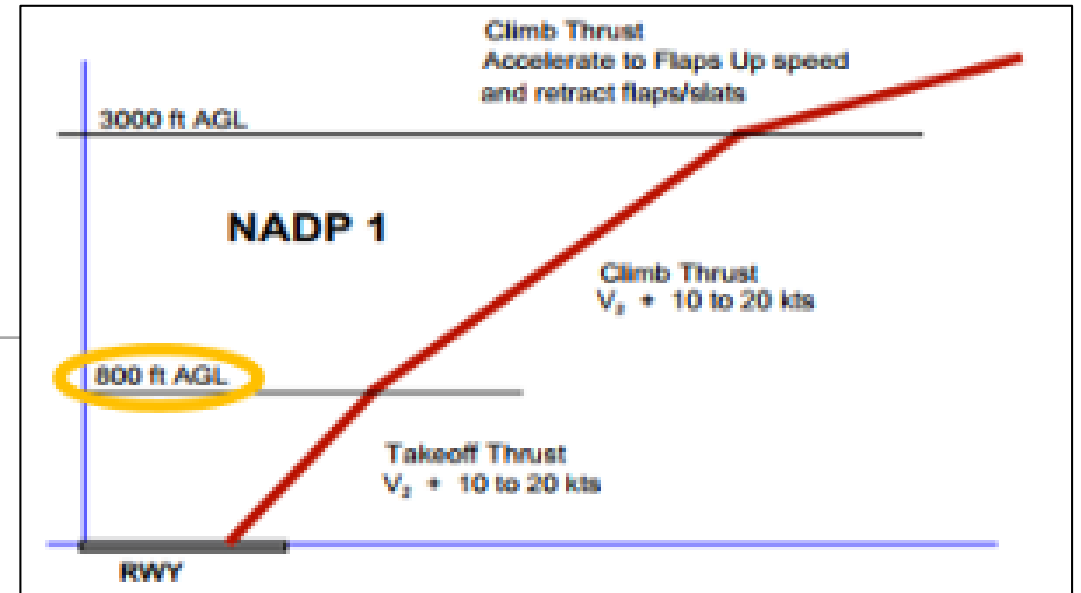 Climb Thrust
Accelerate to Flaps Up speed
and retract flaps/slats
3000 ft AGL
NADP 1
Climb Thrust
V₂ + 10 to 20 kts
800 ft AGL
Takeoff Thrust
V₂ + 10 to 20 kts
RWY